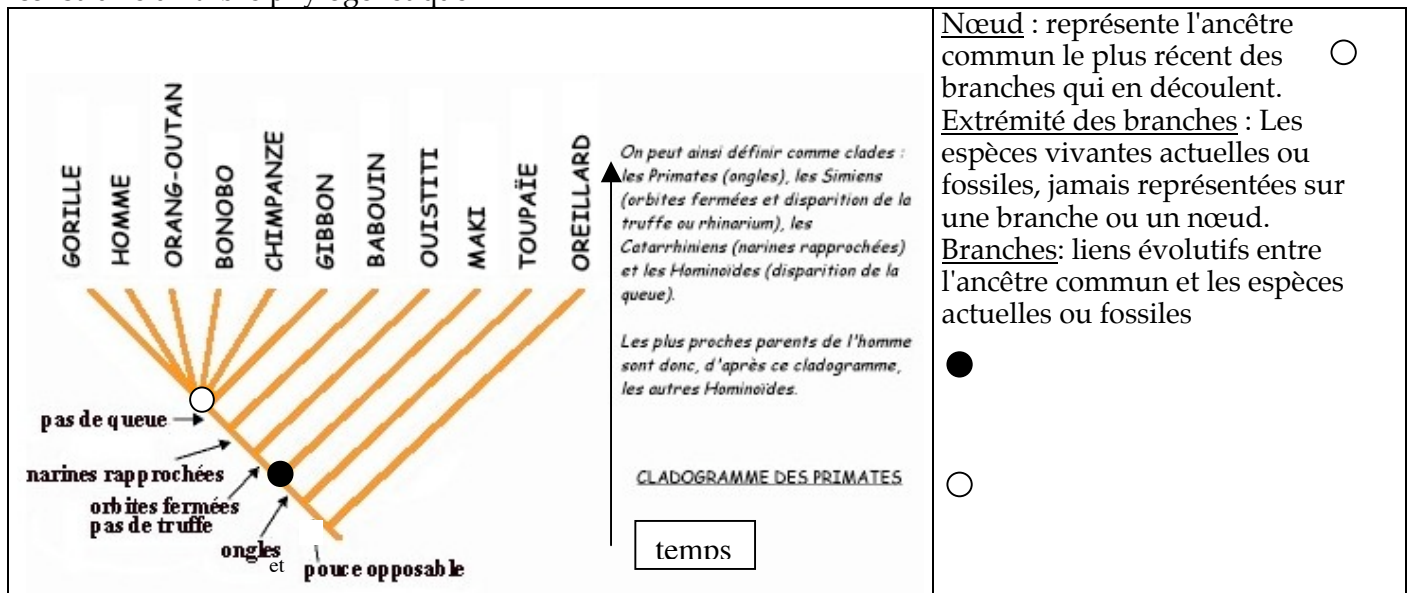 GORILLE
HOMME
ORANG-OUTAN
BONOBO
CHIMPANZE
GIBBON
BABOUIN
OUISTITI
MAKI
TOUPAÏE
OREILLARD
pas de queue
narines rapprochées
orbites fermées
pas de truffe
ongles
et
pouce opposable
On peut ainsi définir comme clades :
les Primates (ongles), les Simiens
(orbites fermées et disparition de la
truffe ou rhinarium), les
Catarrhiniens (narines rapprochées)
et les Hominoïdes (disparition de la
queue).
Les plus proches parents de l'homme
sont donc, d'après ce cladogramme,
les autres Hominoïdes.
CLADOGRAMME DES PRIMATES
temps
Nœud : représente l'ancêtre
commun le plus récent des
branches qui en découlent.
Extrémité des branches : Les
espèces vivantes actuelles ou
fossiles, jamais représentées sur
une branche ou un nœud.
Branches: liens évolutifs entre
l'ancêtre commun et les espèces
actuelles ou fossiles